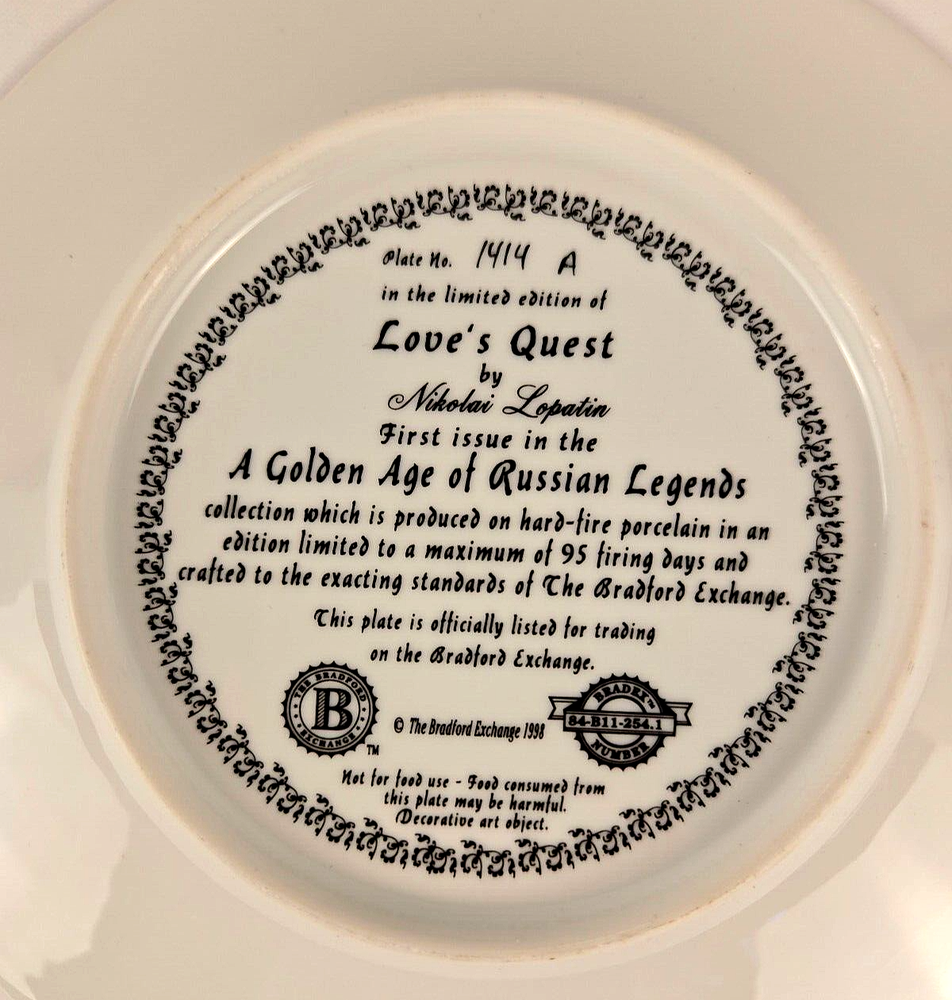 Plate No. 1414 A
in the limited edition of
Love's Quest
by
Nikolai Lopatin
First issue in the
A Golden Age of Russian Legends
collection which is produced on hard-fire porcelain in an
edition limited to a maximum of 95 firing days and
crafted to the exacting standards of The Bradford Exchange.
This plate is officially listed for trading
on the Bradford Exchange.
THE BRADFORD
B
EXCHANGE
TM
© The Bradford Exchange 1998
BRADEX™
84-B11-254.1
NUMBER
Not for food use - Food consumed from
this plate may be harmful.
Decorative art object.